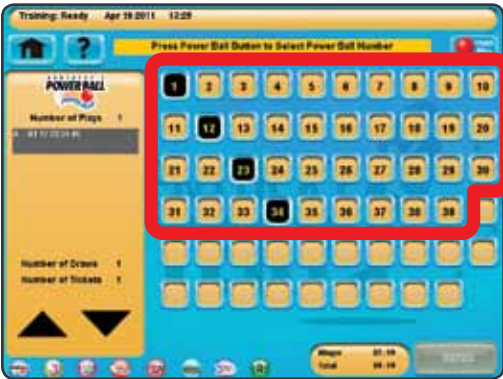 Training: Ready Apr 19 2011 12:29
?
Press Power Ball Button to Select Power Ball Number
POWERBALL
Number of Plays 1
1 2 3 4 5 6 7 8 9 10
11 12 13 14 15 16 17 18 19 20
21 22 23 24 25 26 27 28 29 30
31 32 33 34 35 36 37 38 39
Number of Draws 1
Number of Tickets 1
Wager
Total